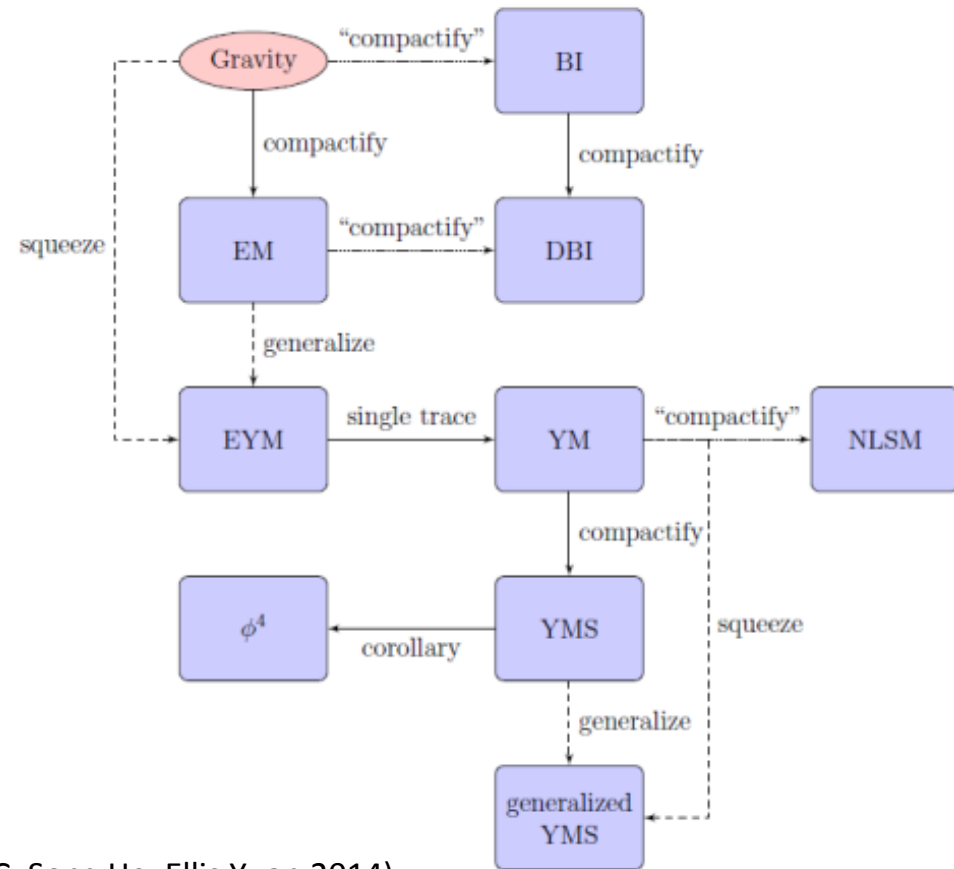 “compactify”
Gravity
BI
compactify
compactify
“compactify”
squeeze
EM
DBI
generalize
single trace
“compactify”
EYM
YM
NLSM
compactify
ϕ⁴
YMS
squeeze
corollary
generalize
generalized
YMS
2014)